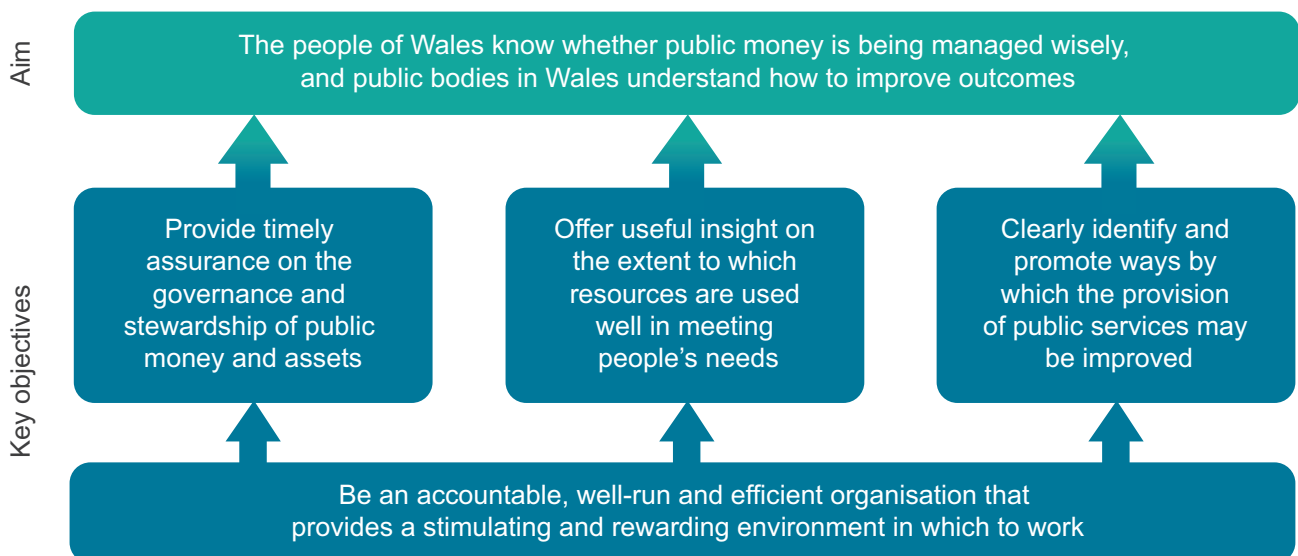 Aim
The people of Wales know whether public money is being managed wisely,
and public bodies in Wales understand how to improve outcomes
Key objectives
Provide timely
assurance on the
governance and
stewardship of public
money and assets
Offer useful insight on
the extent to which
resources are used
well in meeting
people's needs
Clearly identify and
promote ways by
which the provision
of public services may
be improved
Be an accountable, well-run and efficient organisation that
provides a stimulating and rewarding environment in which to work